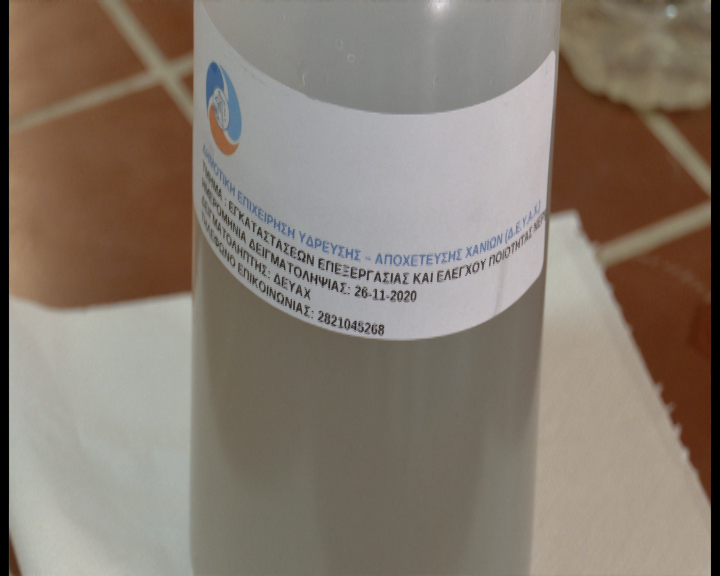 ΔΗΜΟΤΙΚΗ ΕΠΙΧΕΙΡΗΣΗ ΥΔΡΕΥΣΗΣ – ΑΠΟΧΕΤΕΥΣΗΣ ΧΑΝΙΩΝ (Δ.Ε.Υ.Α.Χ.)
ΤΜΗΜΑ : ΕΓΚΑΤΑΣΤΑΣΕΩΝ ΕΠΕΞΕΡΓΑΣΙΑΣ ΚΑΙ ΕΛΕΓΧΟΥ ΠΟΙΟΤΗΤΑΣ
ΗΜΕΡΟΜΗΝΙΑ ΔΕΙΓΜΑΤΟΛΗΨΙΑΣ: 26-11-2020
ΔΕΙΓΜΑΤΟΛΗΠΤΗΣ: ΔΕΥΑΧ
ΤΗΛΕΦΩΝΟ ΕΠΙΚΟΙΝΩΝΙΑΣ: 2821045268